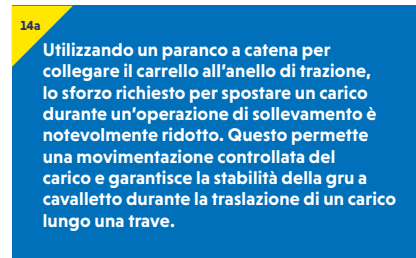 14a
Utilizzando un paranco a catena per
collegare il carrello all'anello di trazione,
lo sforzo richiesto per spostare un carico
durante un'operazione di sollevamento è
notevolmente ridotto. Questo permette
una movimentazione controllata del
carico e garantisce la stabilità della gru a
cavalletto durante la traslazione di un carico
lungo una trave.